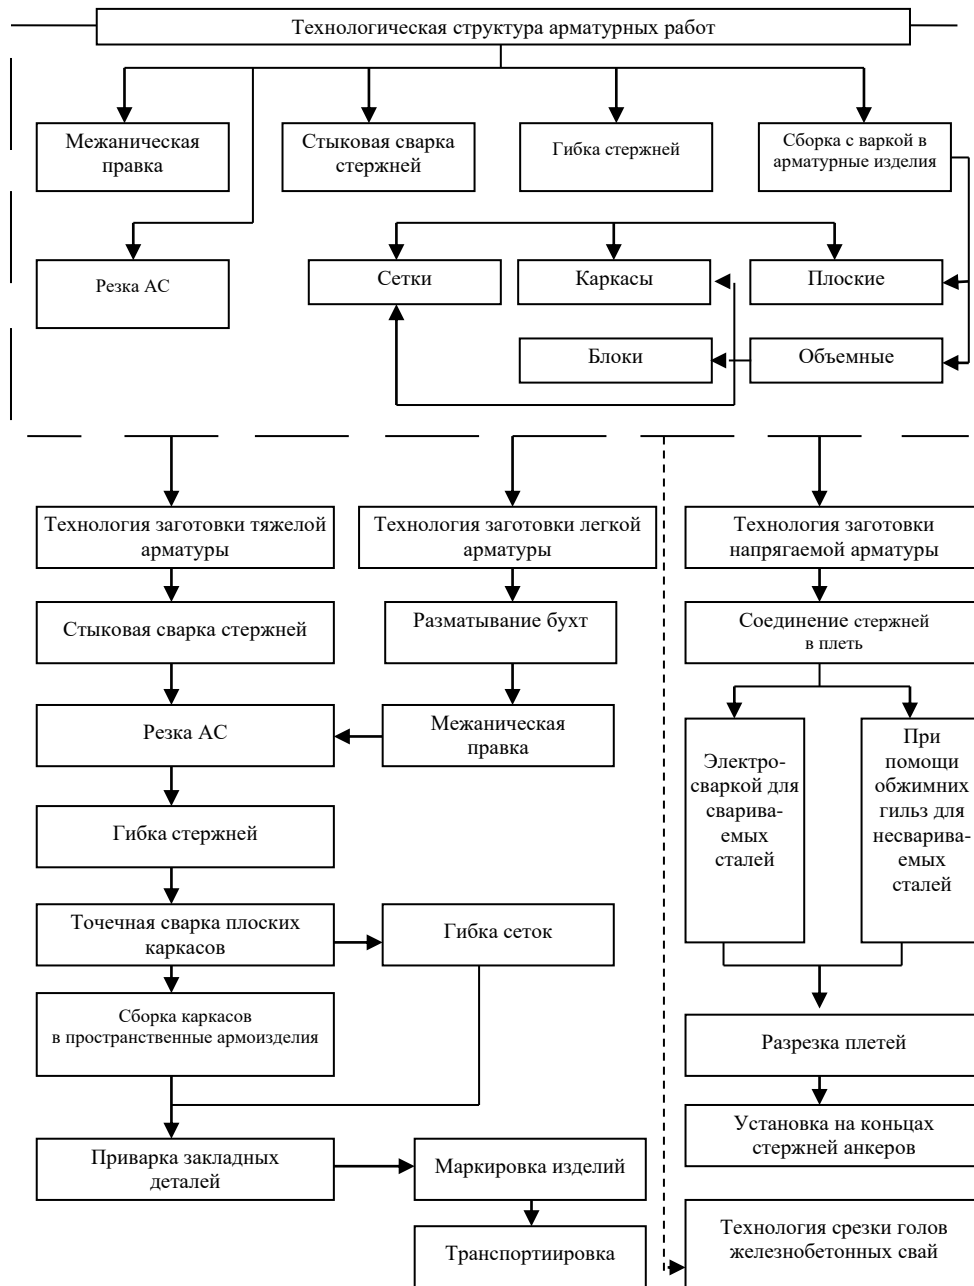 Технологическая структура арматурных работ
Межаническая
правка
Стыковая сварка
стержней
Гибка стержней
Сборка с варкой в
арматурные изделия
Резка АС
Сетки
Каркасы
Плоские
Блоки
Объемные
Технология заготовки тяжелой
арматуры
Технология заготовки легкой
арматуры
Технология заготовки
напрягаемой арматуры
Стыковая сварка стержней
Разматывание бухт
Соединение стержней
в плеть
Резка АС
Межаническая
правка
Электро-
сваркой для
сварива-
емых
сталей
При
помощи
обжимних
гильз для
несварива-
емых
сталей
Гибка стержней
Точечная сварка плоских
каркасов
Гибка сеток
Сборка каркасов
в пространственные армоизделия
Разрезка плетей
Установка на концах
стержней анкеров
Приварка закладных
деталей
Маркировка изделий
Транспортиировка
Технология срезки голов
железнобетонных свай